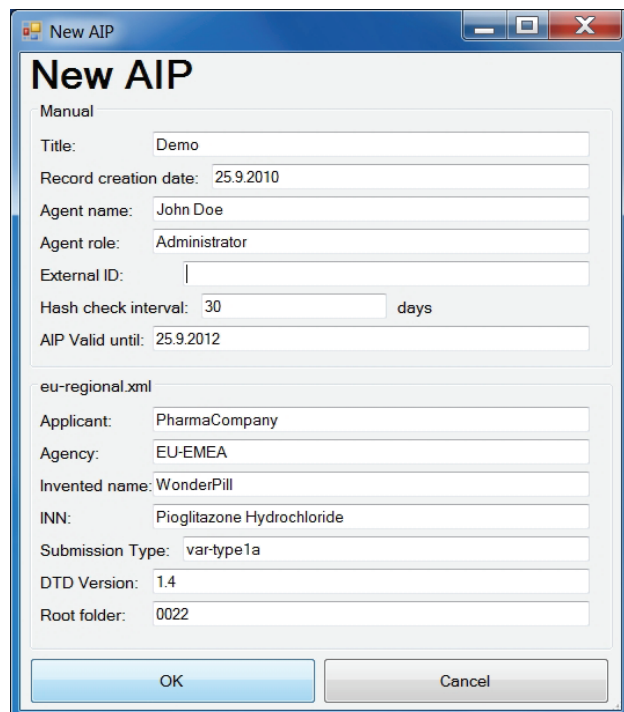 New AIP
New AIP
Manual
Title: Demo
Record creation date: 25.9.2010
Agent name: John Doe
Agent role: Administrator
External ID:
Hash check interval: 30 days
AIP Valid until: 25.9.2012
eu-regional.xml
Applicant: PharmaCompany
Agency: EU-EMEA
Invented name: WonderPill
INN: Pioglitazone Hydrochloride
Submission Type: var-type1a
DTD Version: 1.4
Root folder: 0022
OK Cancel